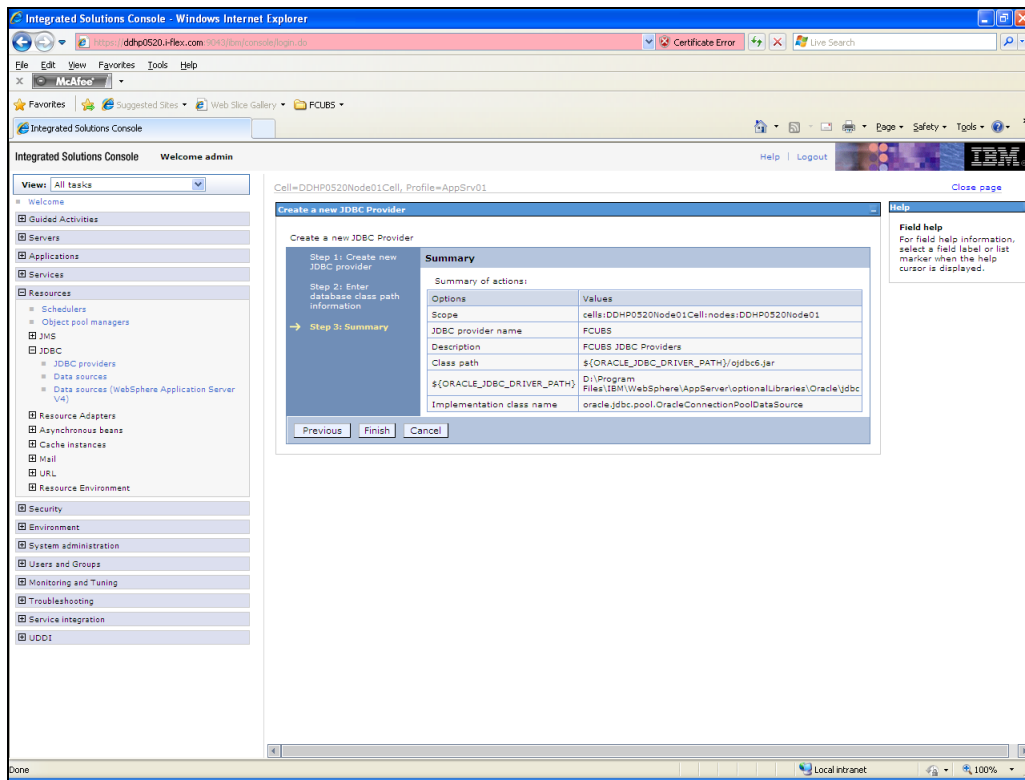 Integrated Solutions Console - Windows Internet Explorer
https://ddhp0520.i-flex.com:9043/ibm/console/login.do
Certificate Error
Live Search
File Edit View Favorites Tools Help
McAfee
Favorites Suggested Sites Web Slice Gallery FCUBS
Integrated Solutions Console
Page Safety Tools
Integrated Solutions Console Welcome admin
Help | Logout
IBM.
View: All tasks
Welcome
Guided Activities
Servers
Applications
Services
Resources
Schedulers
Object pool managers
JMS
JDBC
JDBC providers
Data sources
Data sources (WebSphere Application Server
V4)
Resource Adapters
Asynchronous beans
Cache instances
Mail
URL
Resource Environment
Security
Environment
System administration
Users and Groups
Monitoring and Tuning
Troubleshooting
Service integration
UDDI
Cell=DDHP0520Node01Cell, Profile=AppSrv01
Close page
Create a new JDBC Provider
Create a new JDBC Provider
Step 1: Create new
JDBC provider
Step 2: Enter
database class path
information
Step 3: Summary
Summary
Summary of actions:
Options Values
Scope cells:DDHP0520Node01Cell:nodes:DDHP0520Node01
JDBC provider name FCUBS
Description FCUBS JDBC Providers
Class path ${ORACLE_JDBC_DRIVER_PATH}/ojdbc6.jar
${ORACLE_JDBC_DRIVER_PATH} D:\Program
Files\IBM\WebSphere\AppServer\optionalLibraries\Oracle\jdbc
Implementation class name oracle.jdbc.pool.OracleConnectionPoolDataSource
Previous Finish Cancel
Help
Field help
For field help information,
select a field label or list
marker when the help
cursor is displayed.
Done
Local intranet
100%